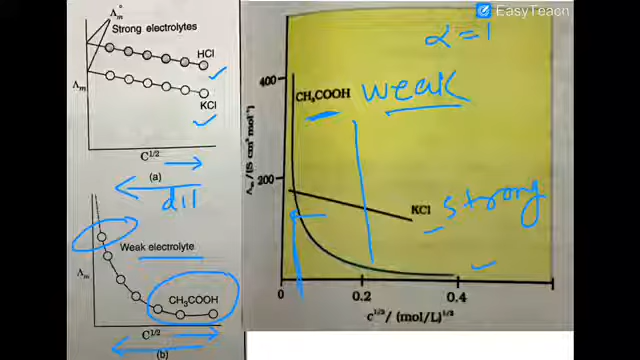 EasyTeach
α = 1
Λm°
Strong electrolytes
HCl
KCl
Λm
C1/2
(a)
dil
Weak electrolyte
Λm
CH3COOH
C1/2
(b)
400
CH3COOH
weak
Λm/(S cm2 mol-1)
200
KCl
strong
0
0.2
0.4
c1/2/ (mol/L)1/2